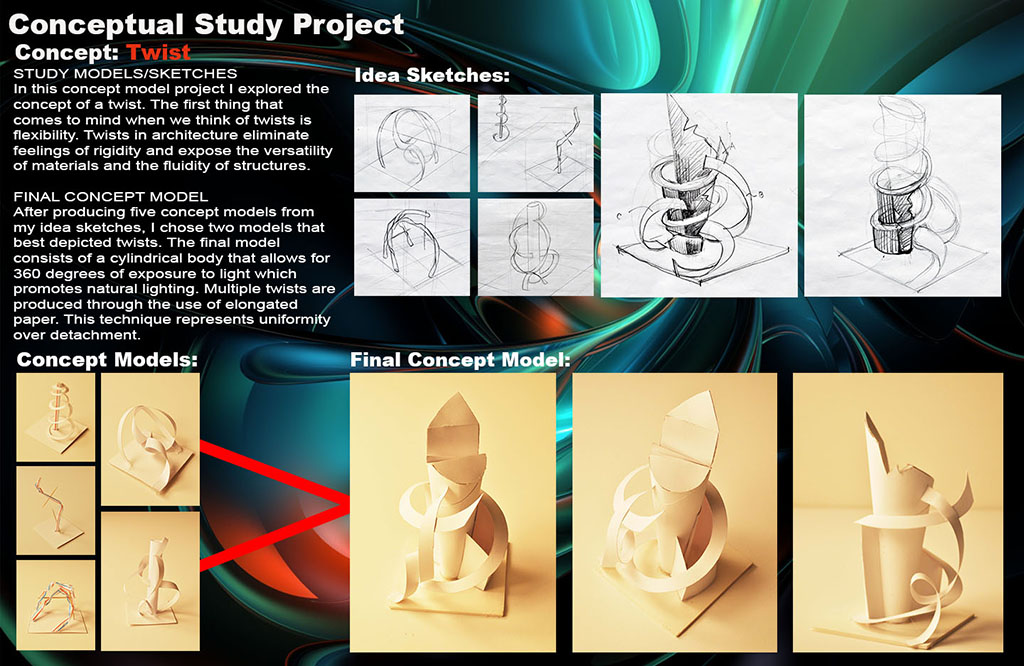 Conceptual Study Project
Concept: Twist
STUDY MODELS/SKETCHES
In this concept model project I explored the
concept of a twist. The first thing that
comes to mind when we think of twists is
flexibility. Twists in architecture eliminate
feelings of rigidity and expose the versatility
of materials and the fluidity of structures.
FINAL CONCEPT MODEL
After producing five concept models from
my idea sketches, I chose two models that
best depicted twists. The final model
consists of a cylindrical body that allows for
360 degrees of exposure to light which
promotes natural lighting. Multiple twists are
produced through the use of elongated
paper. This technique represents uniformity
over detachment.
Idea Sketches:
Concept Models:
Final Concept Model: